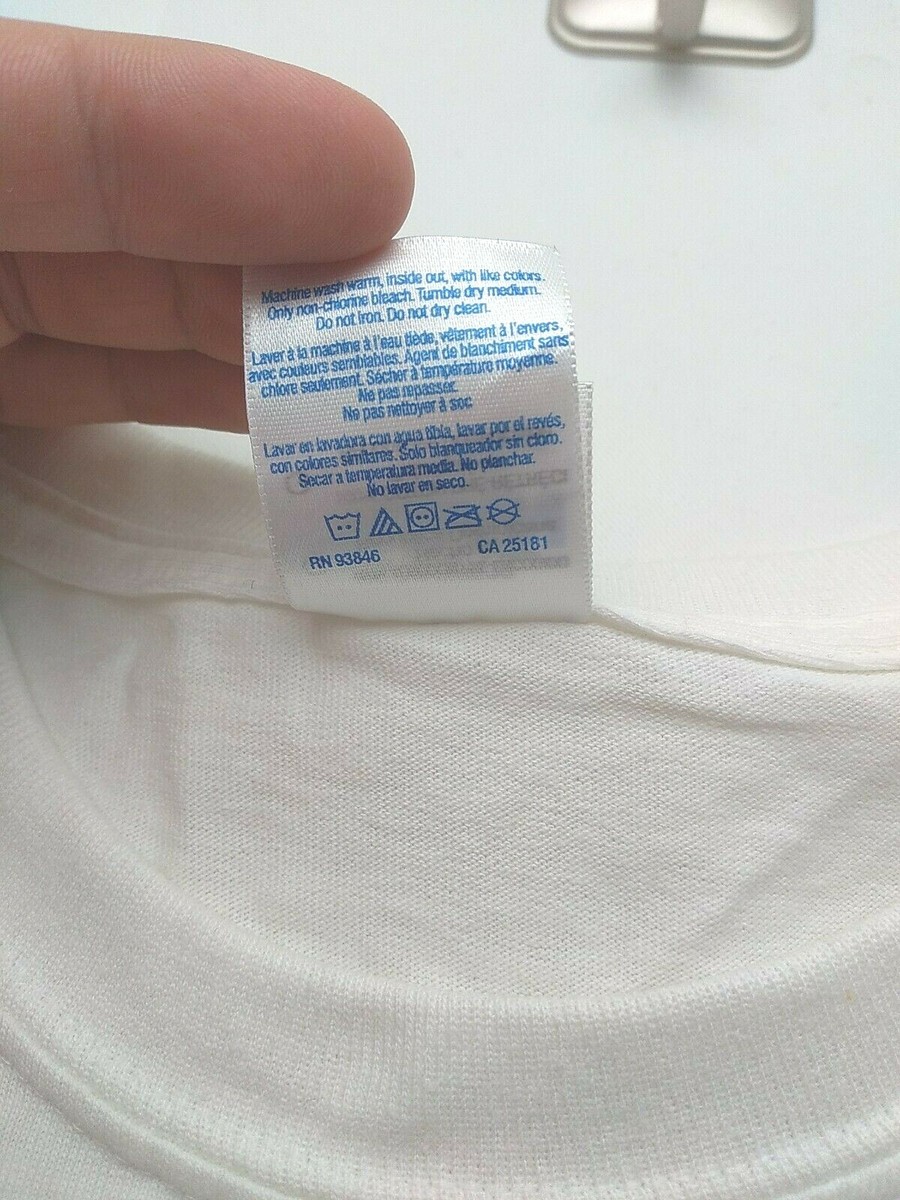 Machine wash warm, inside out, with like colors.
Only non-chlorine bleach. Tumble dry medium.
Do not iron. Do not dry clean.
Laver à la machine à l'eau tiède, vêtement à l'envers,
avec couleurs semblables. Agent de blanchiment sans
chlore seulement. Sécher à température moyenne.
Ne pas repasser.
Ne pas nettoyer à sec
Lavar en lavadora con agua tibia, lavar por el revés,
con colores similares. Solo blanqueador sin cloro.
Secar a temperatura media. No planchar.
No lavar en seco.
RN 93846
CA 25181